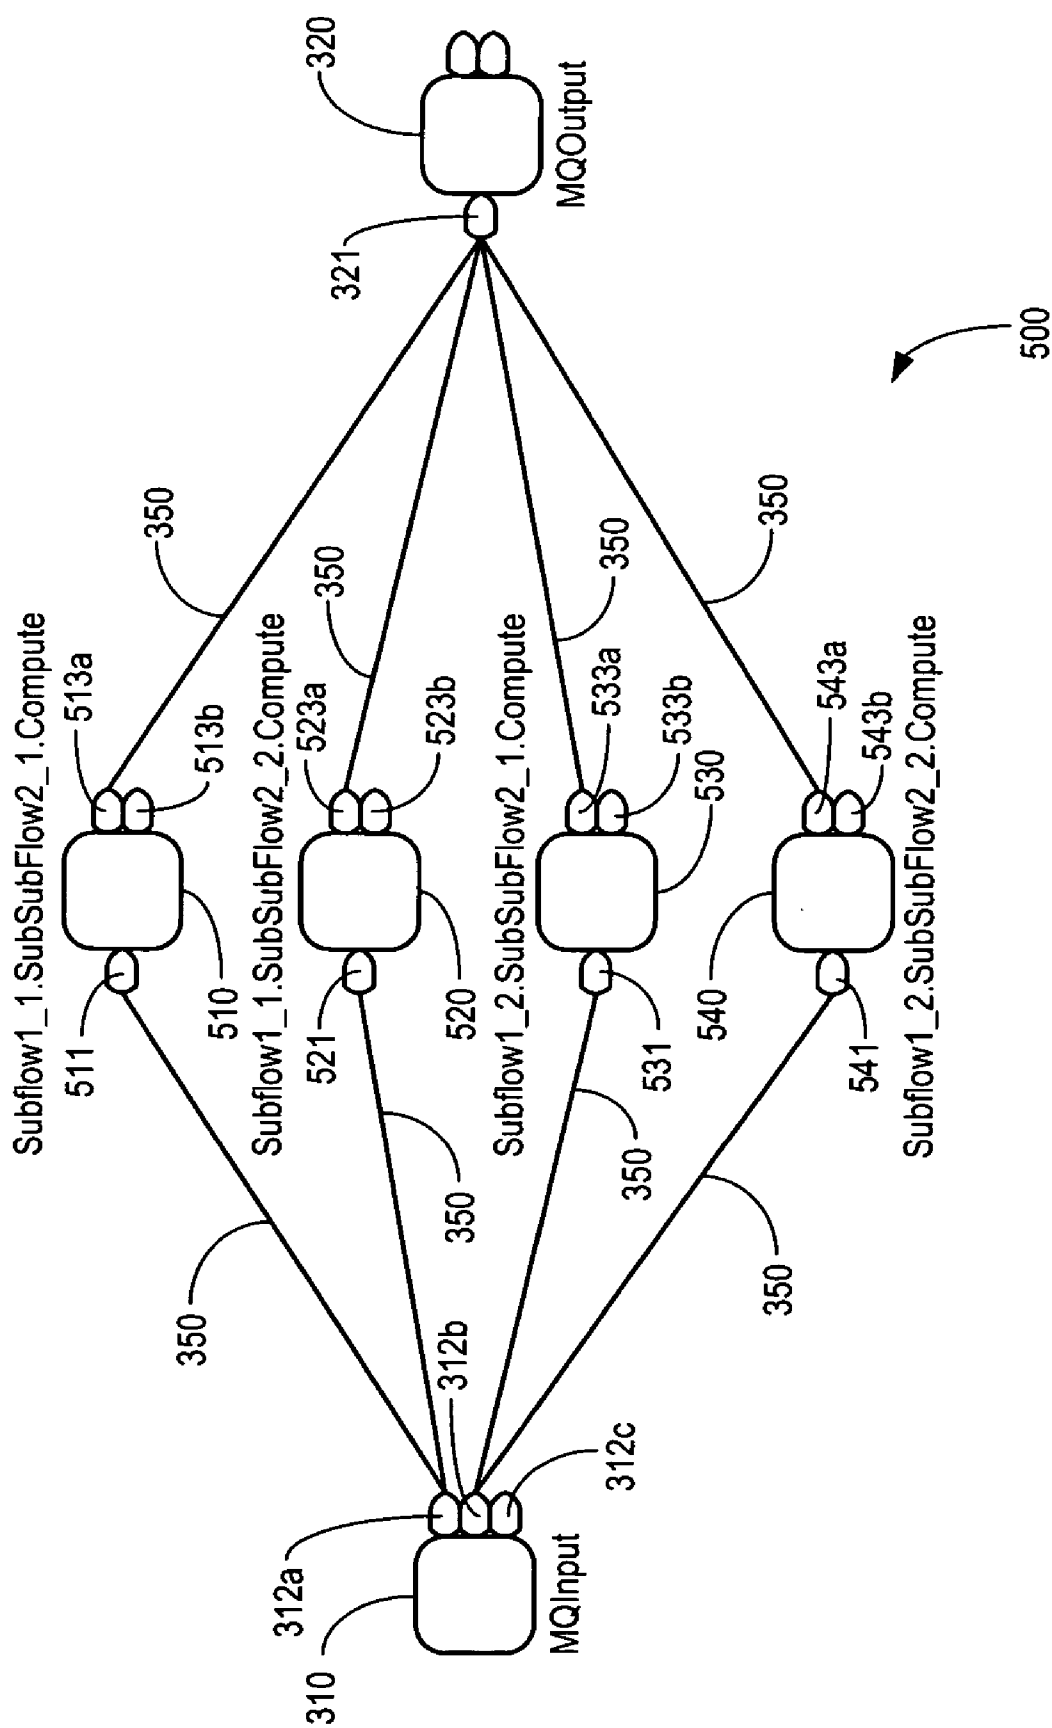 Subflow1_1.SubSubFlow2_1.Compute
511
510
513a
513b
350
350
Subflow1_1.SubSubFlow2_2.Compute
521
520
523a
523b
350
350
310
312a
312b
312c
MQInput
321
320
MQOutput
Subflow1_2.SubSubFlow2_1.Compute
531
530
533a
533b
350
350
541
540
543a
543b
350
350
Subflow1_2.SubSubFlow2_2.Compute
500